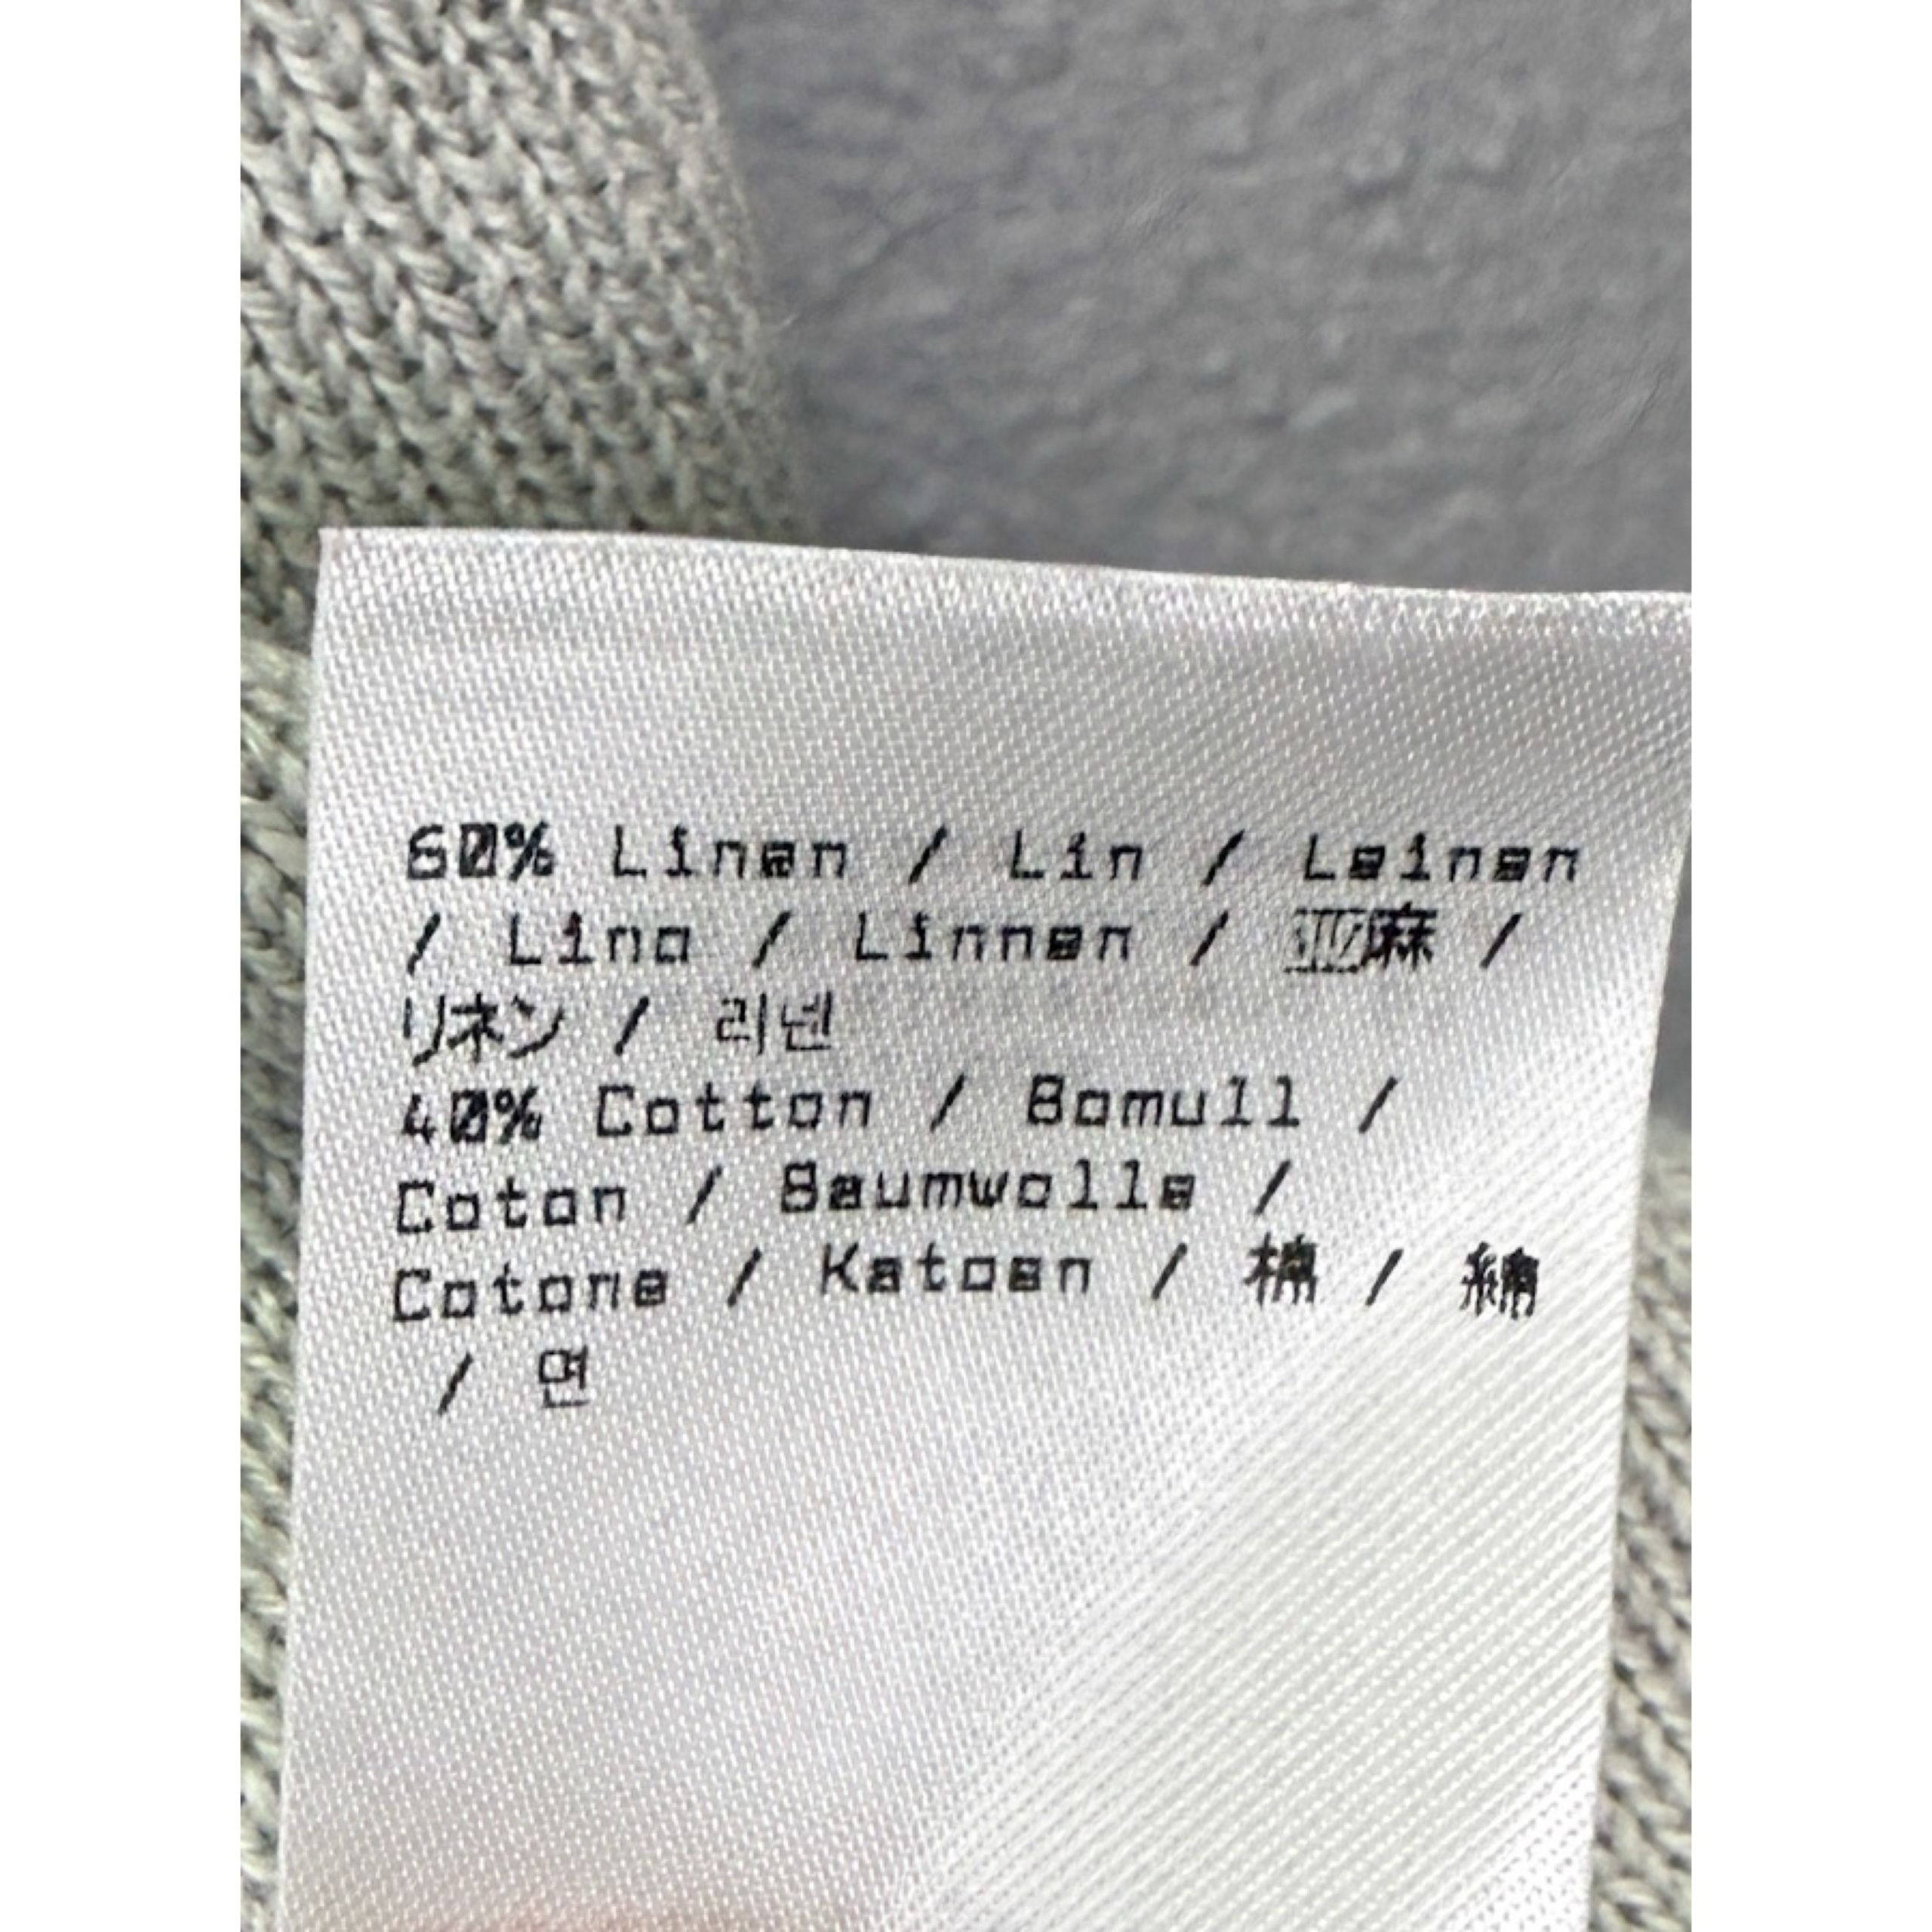 60% Linen / Lin / Leinen
/ Lino / Linnen / 亚麻 /
リネン / 리넨
40% Cotton / Bomull /
Coton / Baumwolle /
Cotone / Katoen / 棉 / 綿
/ 면